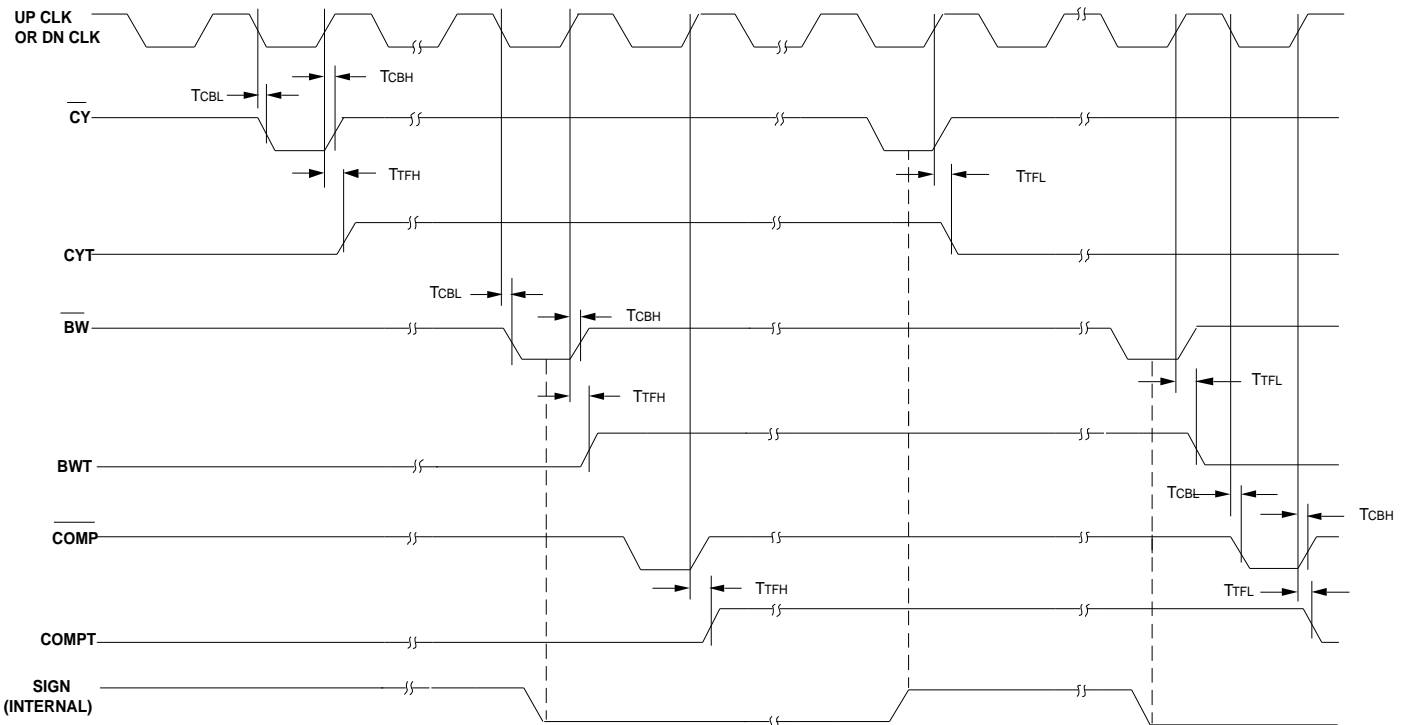 UP CLK
OR DN CLK
TCBH
TCBL
CY
TTFH
TTFL
CYT
TCBL
TCBH
BW
TTFL
TTFH
BWT
TCBL
TCBH
COMP
TTFH
TTFL
COMPT
SIGN
(INTERNAL)